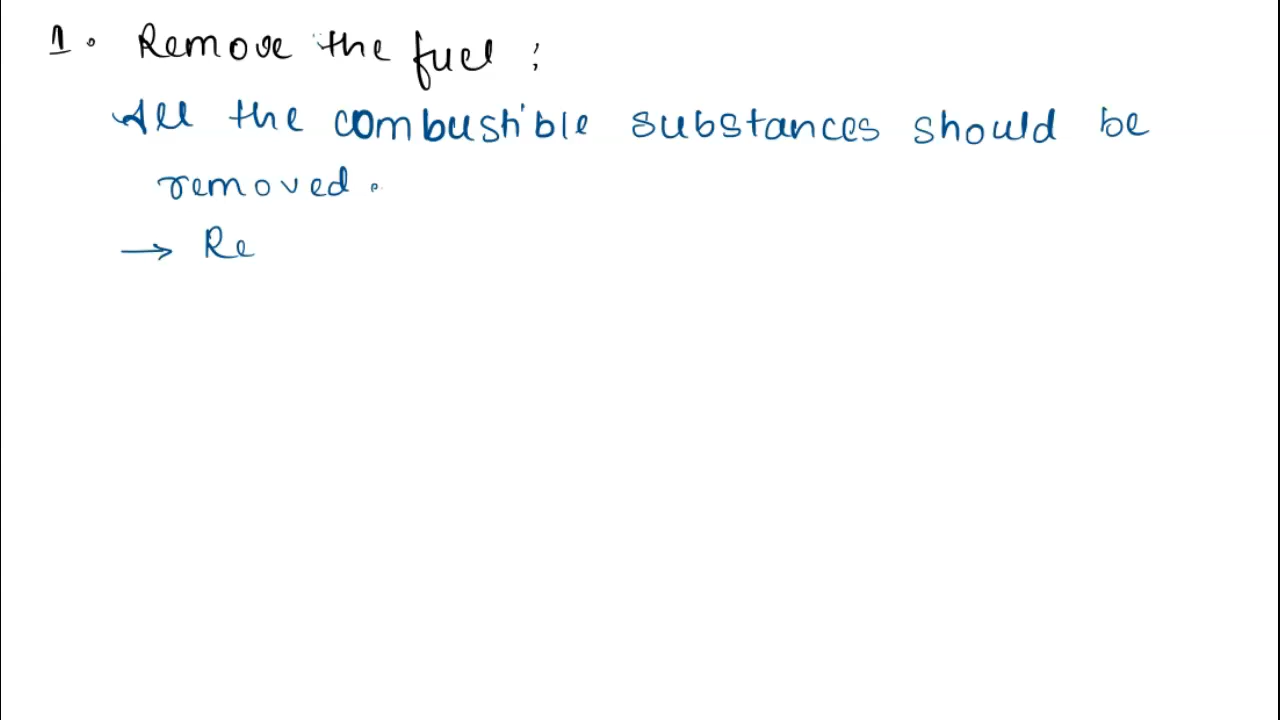 1. Remove the fuel :
All the combustible substances should be
removed.
→ Re